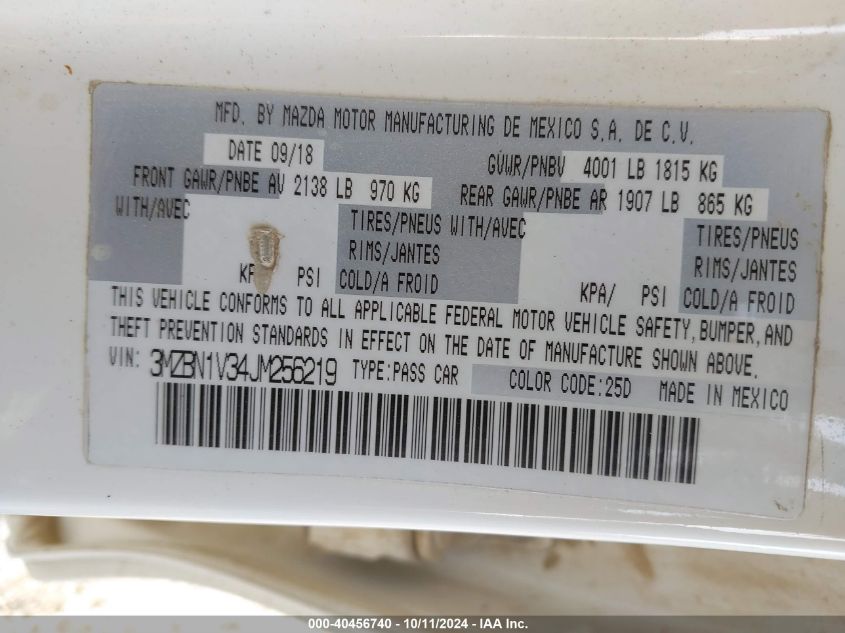 MFD. BY MAZDA MOTOR MANUFACTURING DE MEXICO S.A. DE C.V.
DATE 09/18 GVWR/PNBV 4001 LB 1815 KG
FRONT GAWR/PNBE AV 2138 LB 970 KG REAR GAWR/PNBE AR 1907 LB 865 KG
WITH/AVEC TIRES/PNEUS WITH/AVEC TIRES/PNEUS
RIMS/JANTES RIMS/JANTES
PSI COLD/A FROID KPA/ PSI COLD/A FROID
THIS VEHICLE CONFORMS TO ALL APPLICABLE FEDERAL MOTOR VEHICLE SAFETY, BUMPER, AND
THEFT PREVENTION STANDARDS IN EFFECT ON THE DATE OF MANUFACTURE SHOWN ABOVE.
VIN: 3MZBN1V34JM256219 TYPE:PASS CAR COLOR CODE:25D MADE IN MEXICO
000-40456740 - 10/11/2024 - IAA Inc.